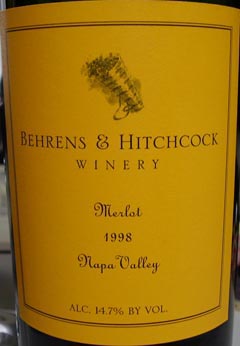 BEHRENS & HITCHCOCK
WINERY
Merlot
1998
Napa Valley
ALC. 14.7% BY VOL.